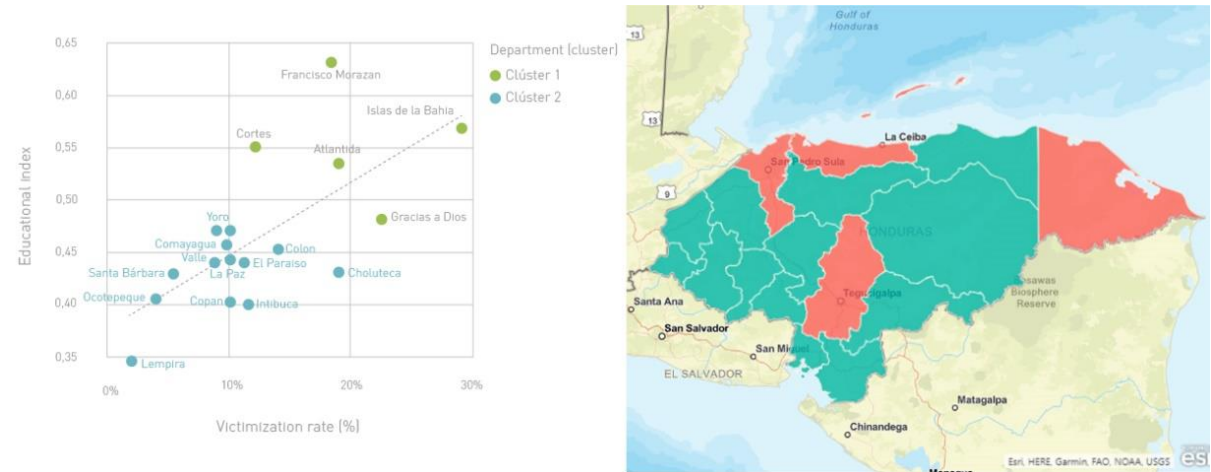 0,65
0,60
0,55
0,50
0,45
0,40
0,35
Educational index
0%
10%
20%
30%
Victimization rate (%)
Francisco Morazan
Islas de la Bahia
Cortes
Atlantida
Gracias a Dios
Yoro
Comayagua
Valle
Colon
El Paraiso
La Paz
Santa Bárbara
Choluteca
Ocotepeque
Copan
Intibuca
Lempira
Department (cluster)
Clúster 1
Clúster 2
Gulf of
Honduras
13
13
9
La Ceiba
San Pedro Sula
HONDURAS
Tegucigalpa
Bosawas
Biosphere
Reserve
Santa Ana
San Salvador
San Miguel
EL SALVADOR
Matagalpa
Chinandega
Esri, HERE, Garmin, FAO, NOAA, USGS